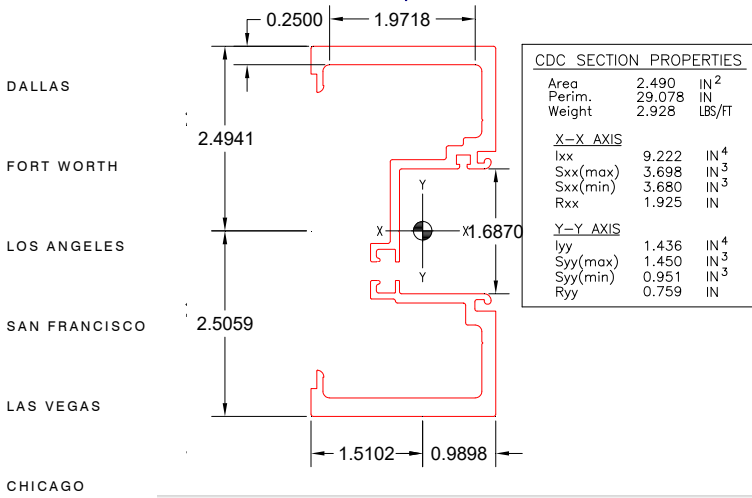 DALLAS
FORT WORTH
LOS ANGELES
SAN FRANCISCO
LAS VEGAS
CHICAGO
0.2500
1.9718
2.4941
1.6870
2.5059
1.5102
0.9898
Y
X
X
Y
CDC SECTION PROPERTIES
Area 2.490 IN²
Perim. 29.078 IN
Weight 2.928 LBS/FT
X-X AXIS
Ixx 9.222 IN⁴
Sxx(max) 3.698 IN³
Sxx(min) 3.680 IN³
Rxx 1.925 IN
Y-Y AXIS
Iyy 1.436 IN⁴
Syy(max) 1.450 IN³
Syy(min) 0.951 IN³
Ryy 0.759 IN